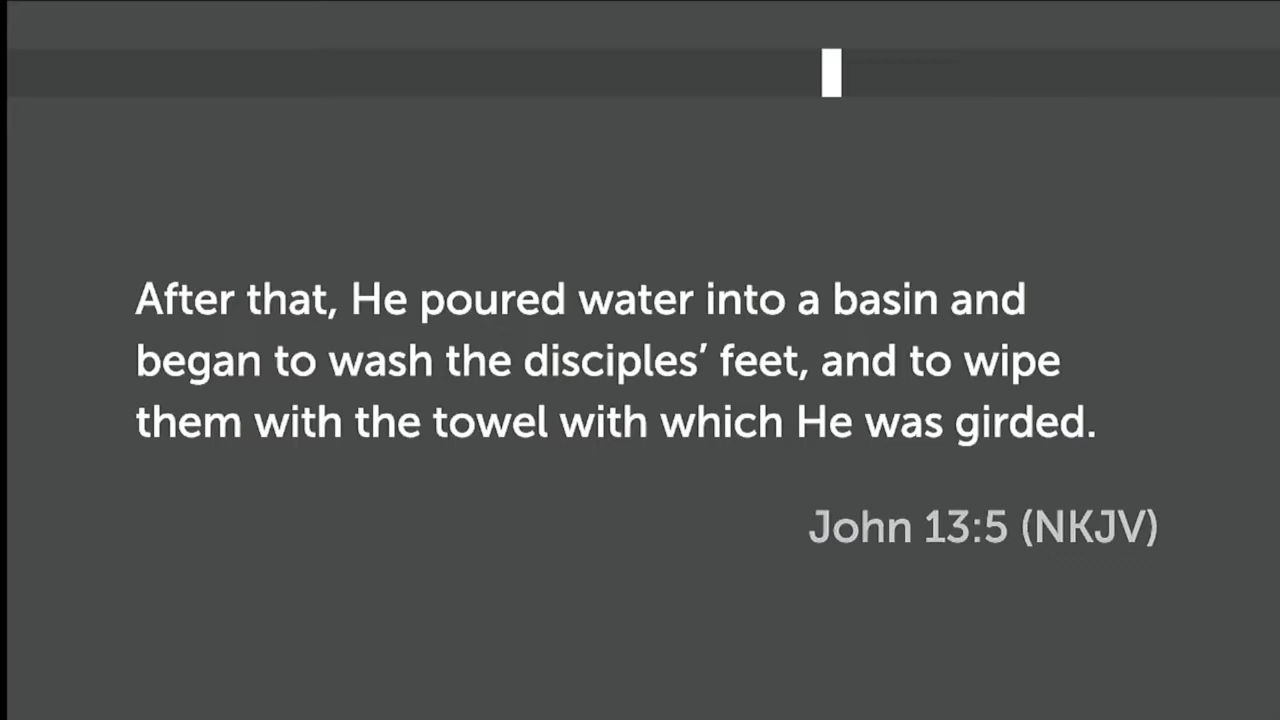 After that, He poured water into a basin and
began to wash the disciples’ feet, and to wipe
them with the towel with which He was girded.
John 13:5 (NKJV)